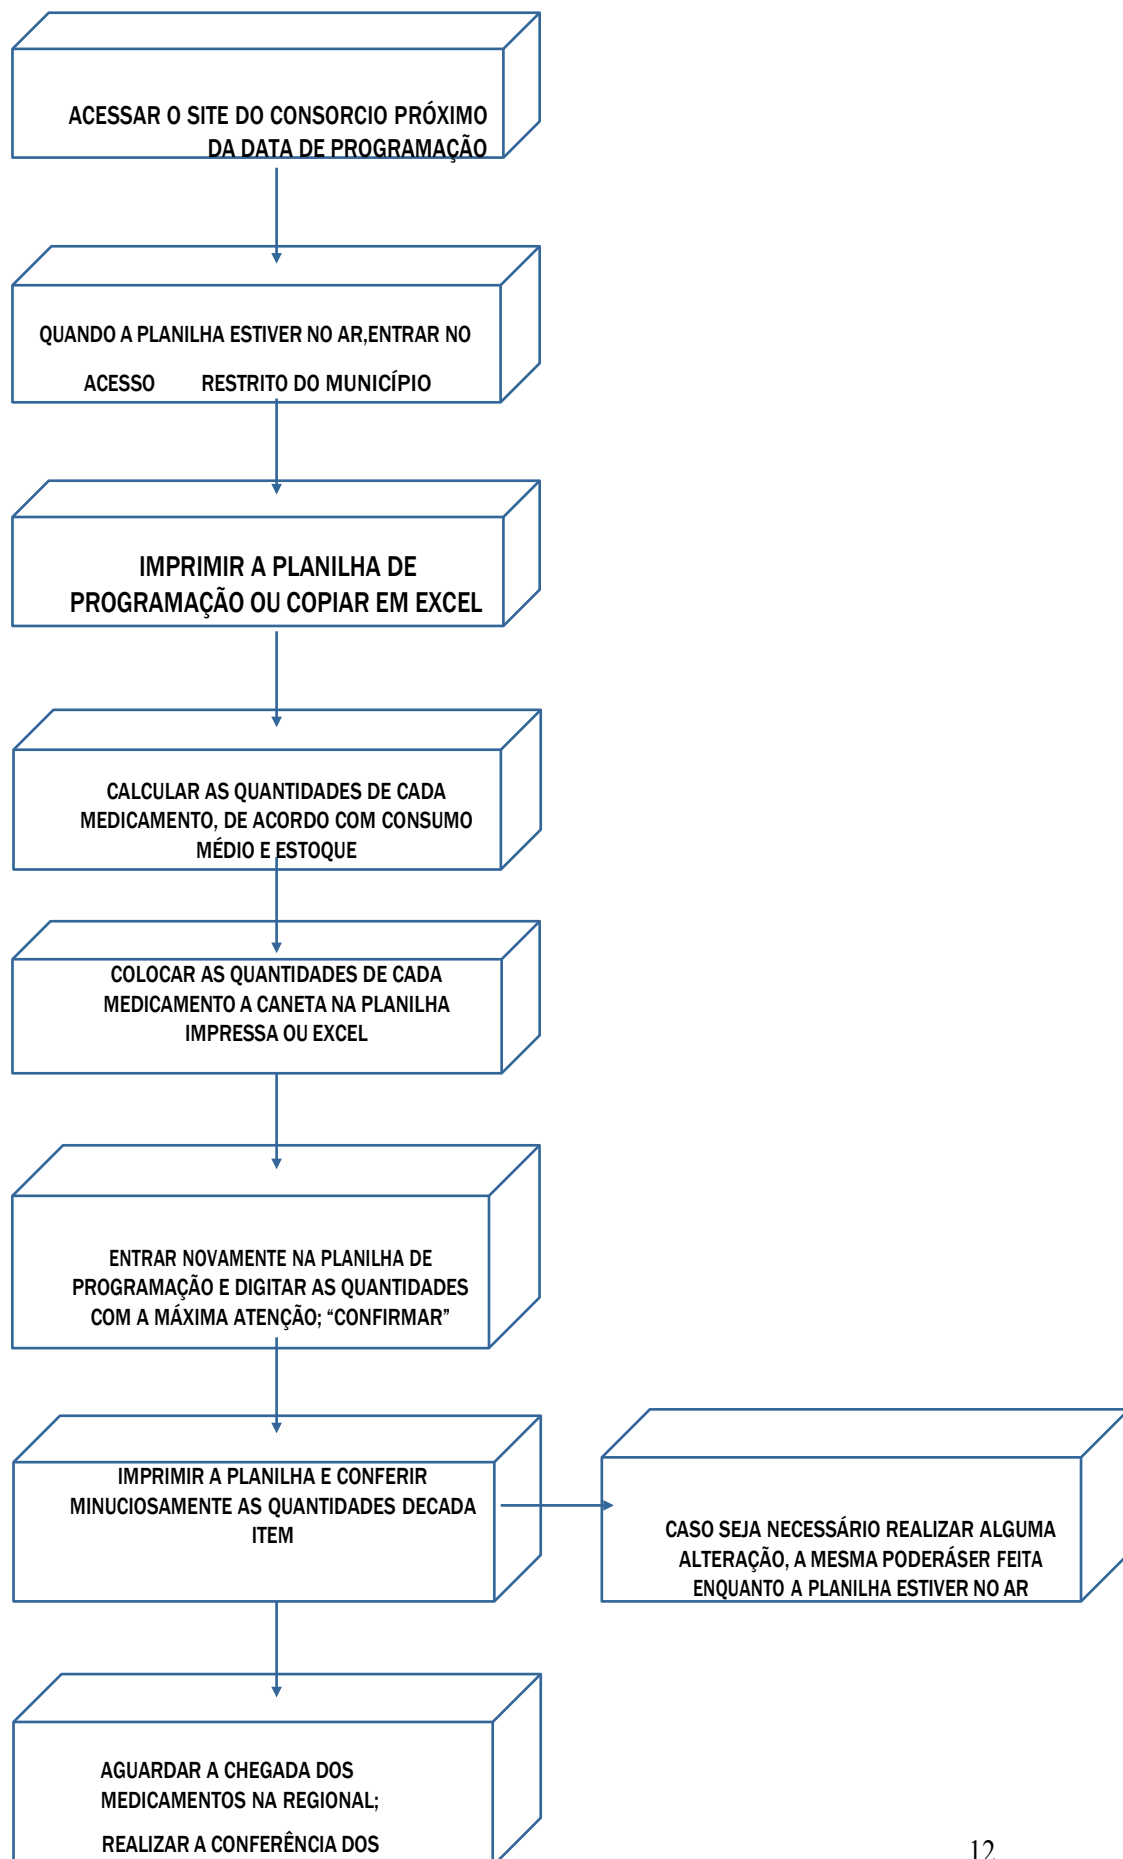 ACESSAR O SITE DO CONSORCIO PRÓXIMO
DA DATA DE PROGRAMAÇÃO
QUANDO A PLANILHA ESTIVER NO AR,ENTRAR NO
ACESSO RESTRITO DO MUNICÍPIO
IMPRIMIR A PLANILHA DE
PROGRAMAÇÃO OU COPIAR EM EXCEL
CALCULAR AS QUANTIDADES DE CADA
MEDICAMENTO, DE ACORDO COM CONSUMO
MÉDIO E ESTOQUE
COLOCAR AS QUANTIDADES DE CADA
MEDICAMENTO A CANETA NA PLANILHA
IMPRESSA OU EXCEL
ENTRAR NOVAMENTE NA PLANILHA DE
PROGRAMAÇÃO E DIGITAR AS QUANTIDADES
COM A MÁXIMA ATENÇÃO; “CONFIRMAR”
IMPRIMIR A PLANILHA E CONFERIR
MINUCIOSAMENTE AS QUANTIDADES DECADA
ITEM
CASO SEJA NECESSÁRIO REALIZAR ALGUMA
ALTERAÇÃO, A MESMA PODERÁSER FEITA
ENQUANTO A PLANILHA ESTIVER NO AR
AGUARDAR A CHEGADA DOS
MEDICAMENTOS NA REGIONAL;
REALIZAR A CONFERÊNCIA DOS
12